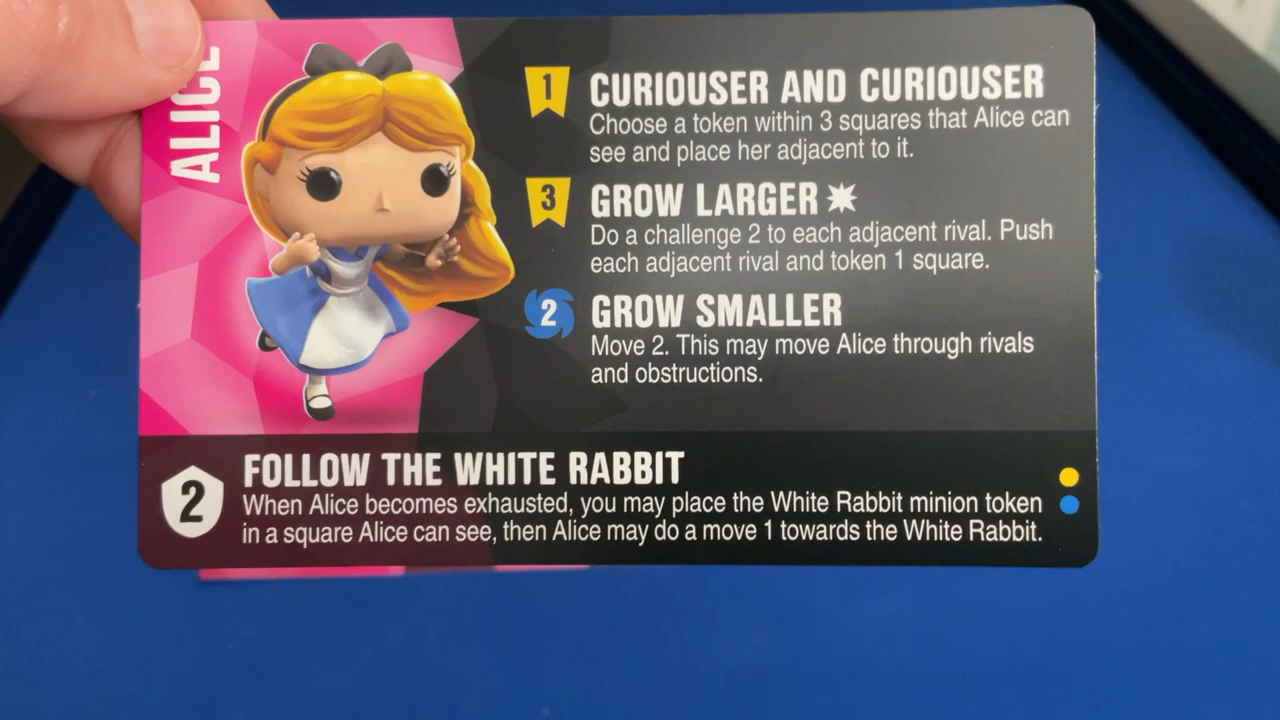 ALICE
1
CURIOUSER AND CURIOUSER
Choose a token within 3 squares that Alice can
see and place her adjacent to it.
3
GROW LARGER
Do a challenge 2 to each adjacent rival. Push
each adjacent rival and token 1 square.
2
GROW SMALLER
Move 2. This may move Alice through rivals
and obstructions.
2
FOLLOW THE WHITE RABBIT
When Alice becomes exhausted, you may place the White Rabbit minion token
in a square Alice can see, then Alice may do a move 1 towards the White Rabbit.